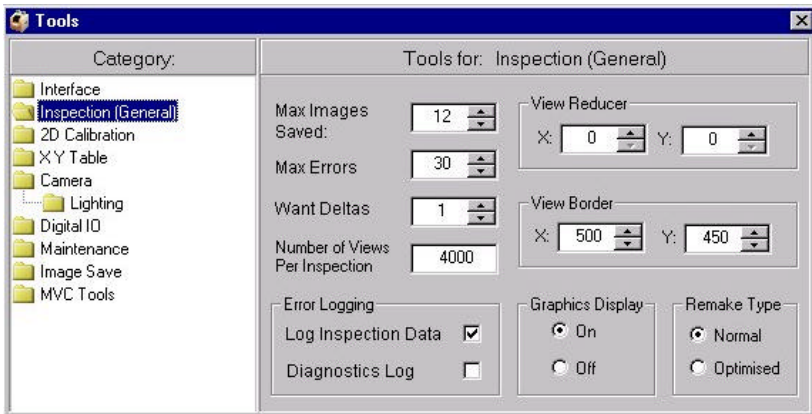 Tools
Category:
Interface
Inspection (General)
2D Calibration
X Y Table
Camera
Lighting
Digital IO
Maintenance
Image Save
MVC Tools
Tools for: Inspection (General)
Max Images
Saved:
12
Max Errors
30
Want Deltas
1
Number of Views
Per Inspection
4000
View Reducer
X: 0 Y: 0
View Border
X: 500 Y: 450
Error Logging
Log Inspection Data
Diagnostics Log
Graphics Display
On
Off
Remake Type
Normal
Optimised